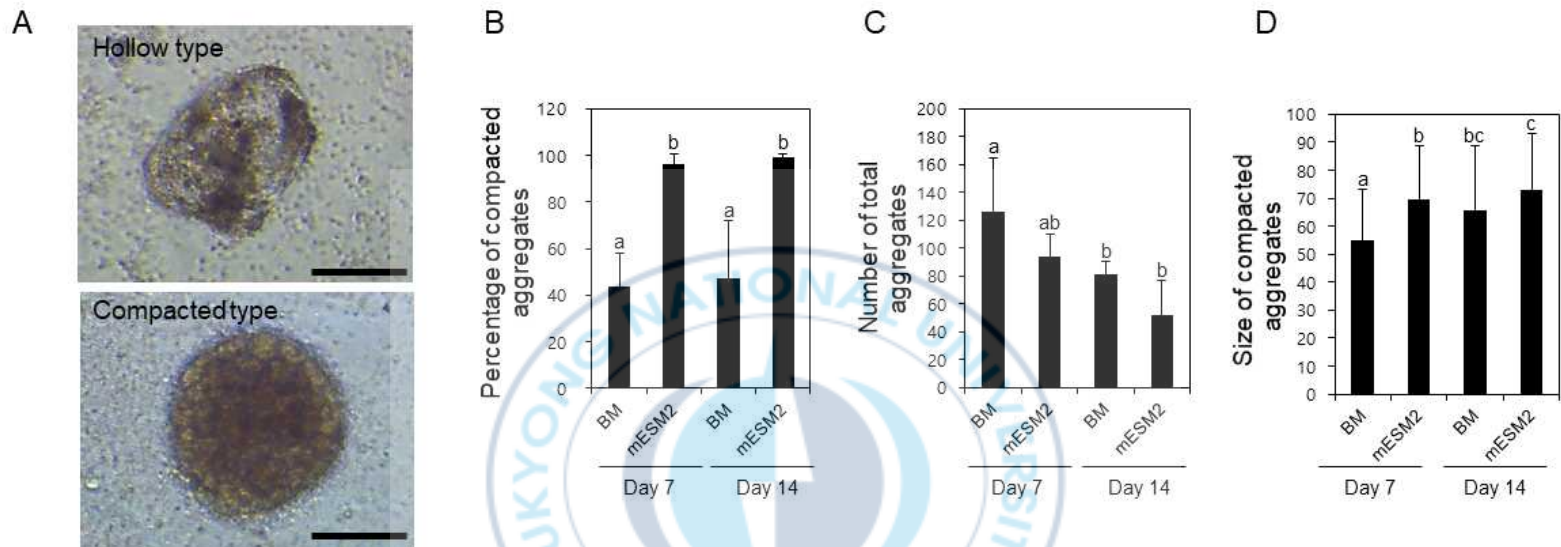 A
Hollow type
Compacted type
B
Percentage of compacted
aggregates
120
100
80
60
40
20
0
a
b
a
b
BM
mESM2
BM
mESM2
Day 7
Day 14
C
Number of total
aggregates
200
180
160
140
120
100
80
60
40
20
0
a
ab
b
b
BM
mESM2
BM
mESM2
Day 7
Day 14
D
Size of compacted
aggregates
100
90
80
70
60
50
40
30
20
10
0
a
b
bc
c
BM
mESM2
BM
mESM2
Day 7
Day 14
UKYONG NATIONAL UNIVERSIT